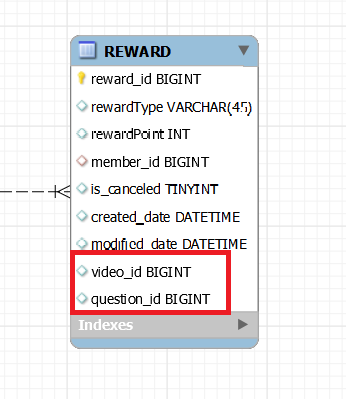 REWARD
reward_id BIGINT
rewardType VARCHAR(45)
rewardPoint INT
member_id BIGINT
is_canceled TINYINT
created_date DATETIME
modified_date DATETIME
video_id BIGINT
question_id BIGINT
Indexes